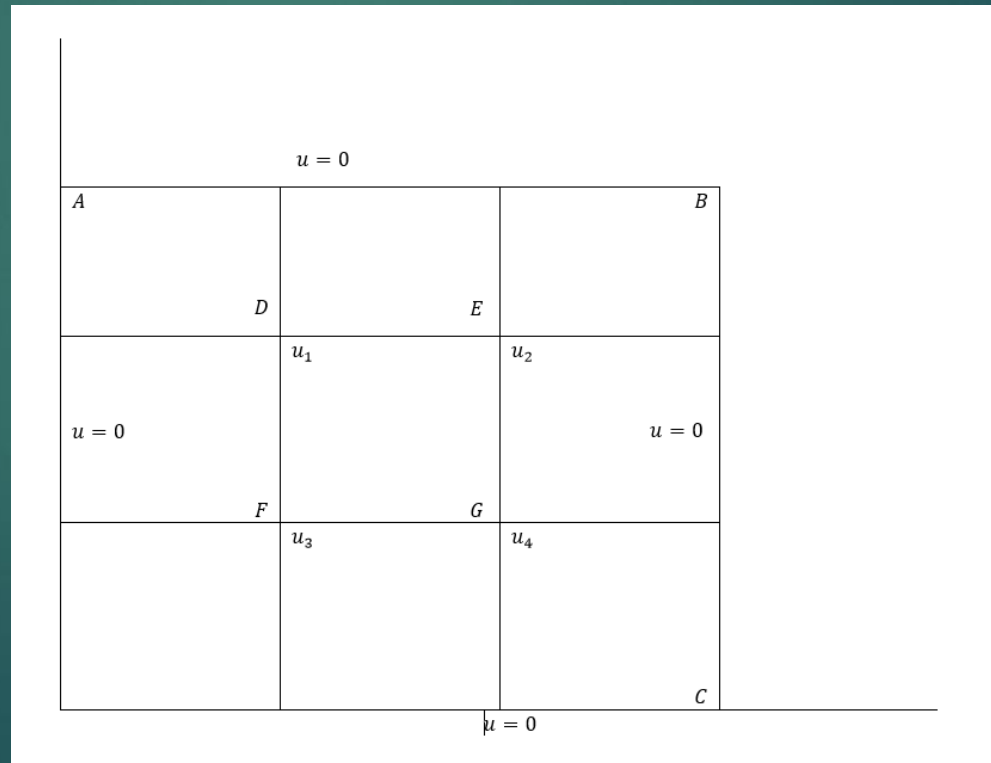 u = 0
A B
D E
u₁ u₂
u = 0 u = 0
F G
u₃ u₄
C
u = 0